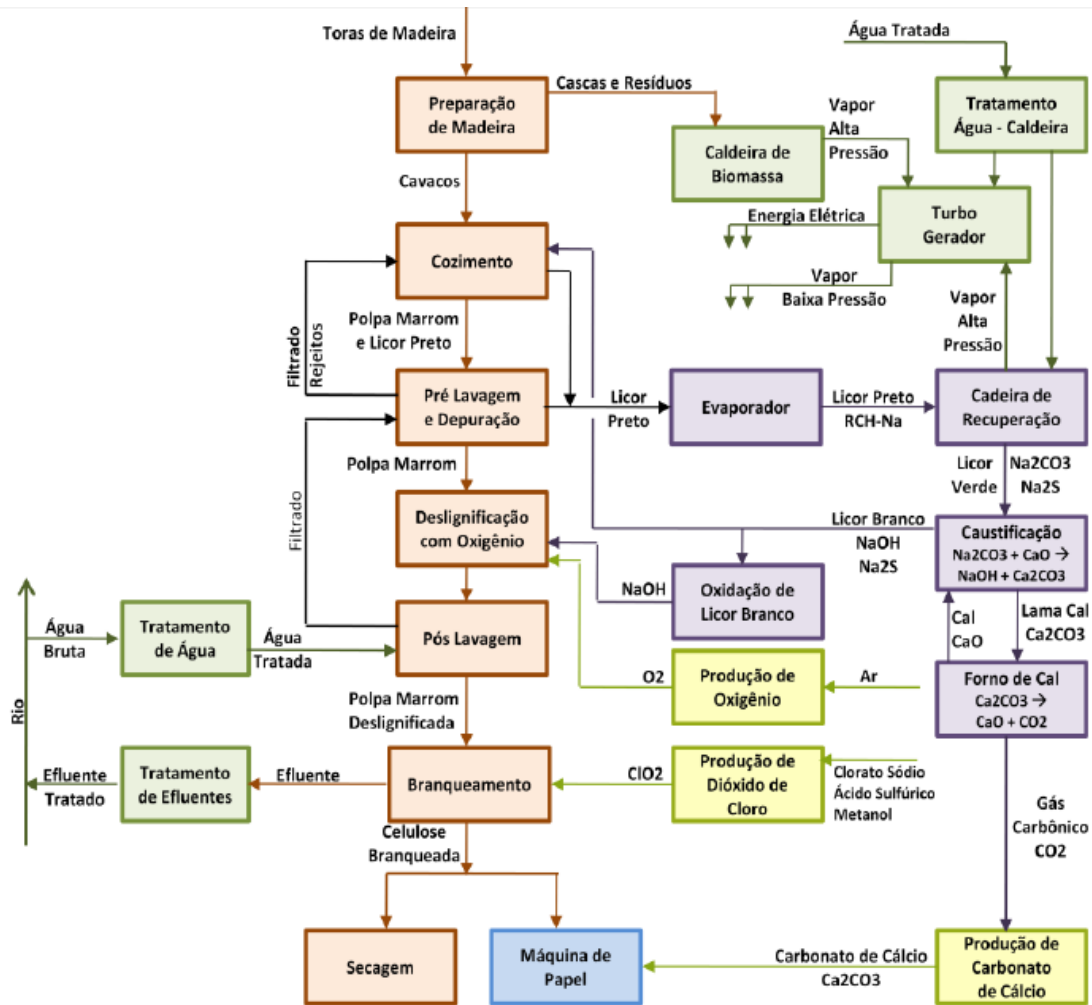 Toras de Madeira
Água Tratada
Preparação
de Madeira
Cascas e Resíduos
Vapor
Alta
Pressão
Tratamento
Água - Caldeira
Caldeira de
Biomassa
Cavacos
Energia Elétrica
Turbo
Gerador
Cozimento
Vapor
Baixa Pressão
Vapor
Alta
Pressão
Polpa Marrom
e Licor Preto
Filtrado
Rejeitos
Pré Lavagem
e Depuração
Licor
Preto
Evaporador
Licor Preto
RCH-Na
Cadeira de
Recuperação
Polpa Marrom
Licor
Verde
Na2CO3
Na2S
Filtrado
Deslignificação
com Oxigênio
Licor Branco
NaOH
Na2S
Caustificação
Na2CO3 + CaO →
NaOH + Ca2CO3
NaOH
Oxidação de
Licor Branco
Cal
CaO
Lama Cal
Ca2CO3
Rio
Água
Bruta
Tratamento
de Água
Água
Tratada
Pós Lavagem
O2
Produção de
Oxigênio
Ar
Forno de Cal
Ca2CO3 →
CaO + CO2
Polpa Marrom
Deslignificada
Efluente
Tratado
Tratamento
de Efluentes
Efluente
Branqueamento
ClO2
Produção de
Dióxido de
Cloro
Clorato Sódio
Ácido Sulfúrico
Metanol
Gás
Carbônico
CO2
Celulose
Branqueada
Secagem
Máquina de
Papel
Carbonato de Cálcio
Ca2CO3
Produção de
Carbonato
de Cálcio